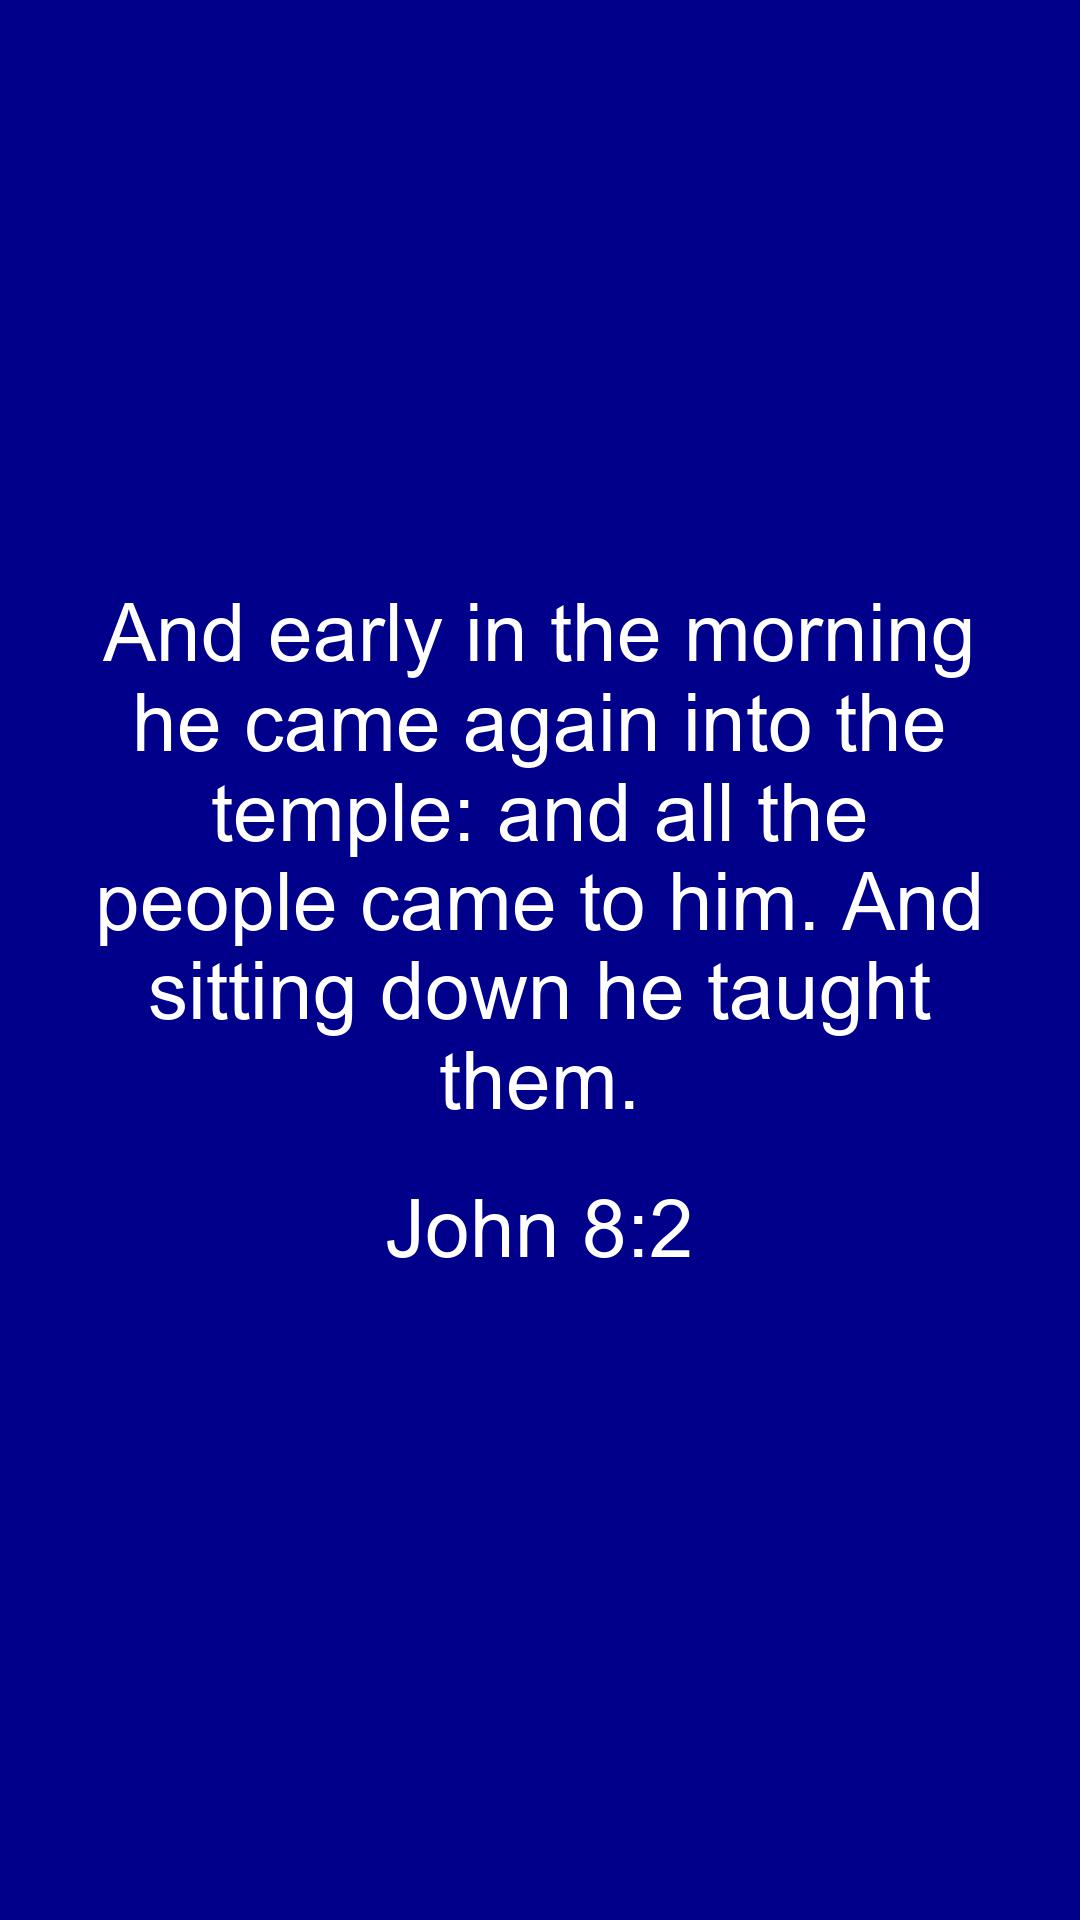 And early in the morning
he came again into the
temple: and all the
people came to him. And
sitting down he taught
them.
John 8:2